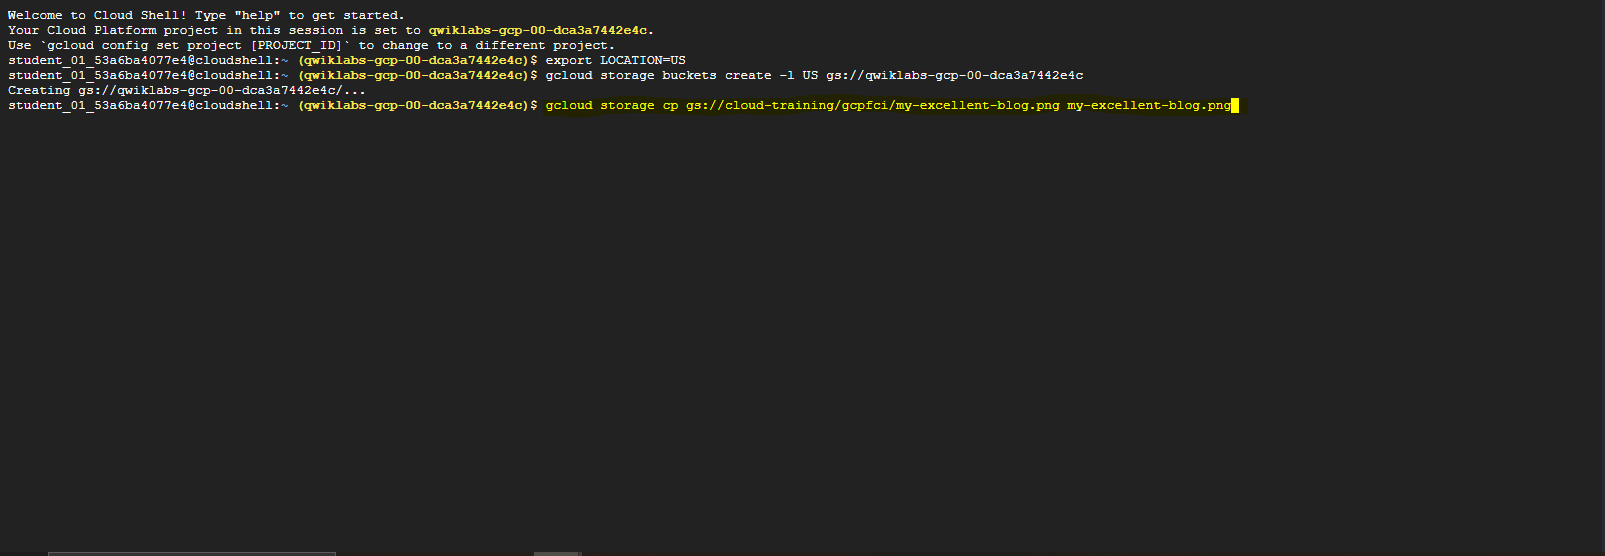 Welcome to Cloud Shell! Type "help" to get started.
Your Cloud Platform project in this session is set to qwiklabs-gcp-00-dca3a7442e4c.
Use `gcloud config set project [PROJECT_ID]` to change to a different project.
student_01_53a6ba4077e4@cloudshell:~ (qwiklabs-gcp-00-dca3a7442e4c)$ export LOCATION=US
student_01_53a6ba4077e4@cloudshell:~ (qwiklabs-gcp-00-dca3a7442e4c)$ gcloud storage buckets create -l US gs://qwiklabs-gcp-00-dca3a7442e4c
Creating gs://qwiklabs-gcp-00-dca3a7442e4c/...
student_01_53a6ba4077e4@cloudshell:~ (qwiklabs-gcp-00-dca3a7442e4c)$ gcloud storage cp gs://cloud-training/gcpfci/my-excellent-blog.png my-excellent-blog.png